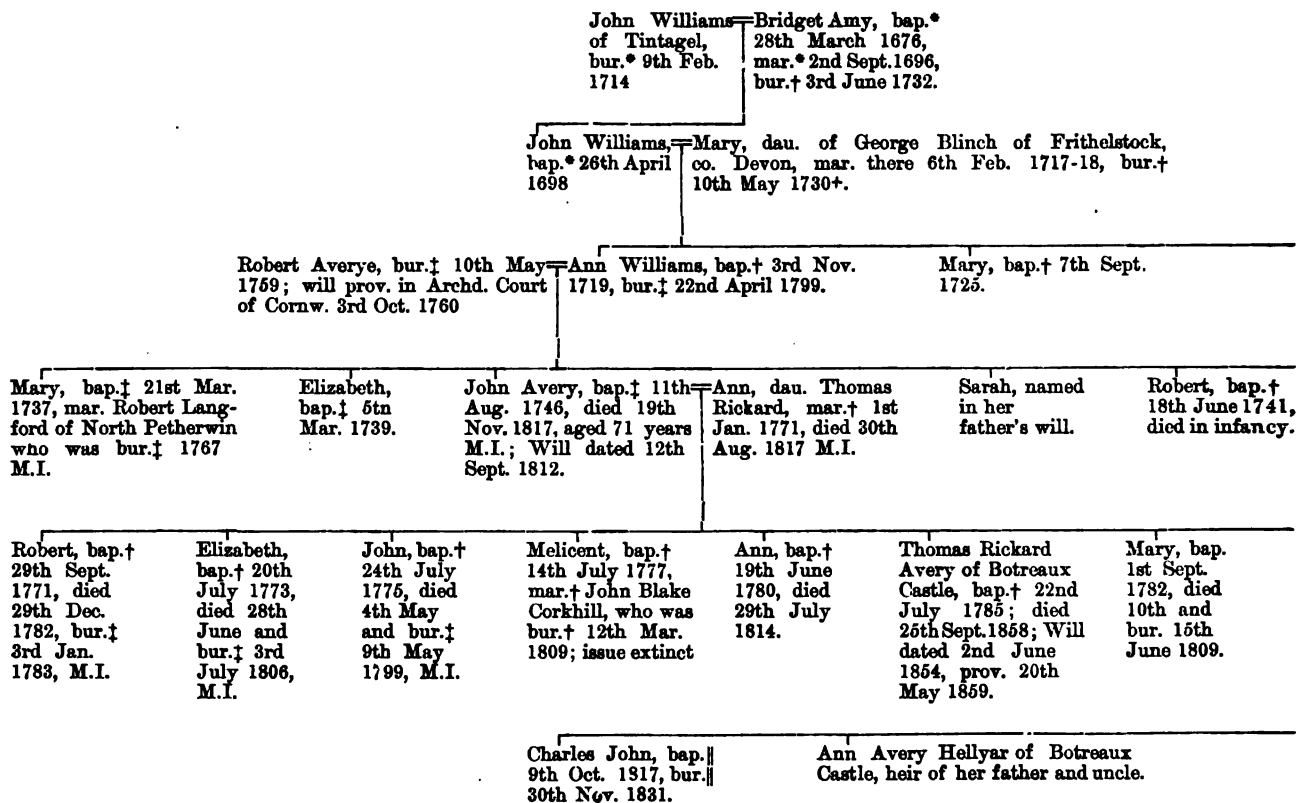 John Williams═Bridget Amy, bap.*
of Tintagel, 28th March 1676,
bur.* 9th Feb. mar.* 2nd Sept.1696,
1714 bur.† 3rd June 1732.
John Williams,═Mary, dau. of George Blinch of Frithelstock,
bap.* 26th April co. Devon, mar. there 6th Feb. 1717-18, bur.†
1698 10th May 1730+.
Robert Averye, bur.‡ 10th May═Ann Williams, bap.† 3rd Nov.
1759; will prov. in Archd. Court 1719, bur.‡ 22nd April 1799.
of Cornw. 3rd Oct. 1760
Mary, bap.† 7th Sept.
1725.
Mary, bap.‡ 21st Mar.
1737, mar. Robert Lang-
ford of North Petherwin
who was bur.‡ 1767
M.I.
Elizabeth,
bap.‡ 5tn
Mar. 1739.
John Avery, bap.‡ 11th═Ann, dau. Thomas
Aug. 1746, died 19th Rickard, mar.† 1st
Nov. 1817, aged 71 years Jan. 1771, died 30th
M.I.; Will dated 12th Aug. 1817 M.I.
Sept. 1812.
Sarah, named
in her
father's will.
Robert, bap.†
18th June 1741,
died in infancy.
Robert, bap.†
29th Sept.
1771, died
29th Dec.
1782, bur.‡
3rd Jan.
1783, M.I.
Elizabeth,
bap.† 20th
July 1773,
died 28th
June and
bur.‡ 3rd
July 1806,
M.I.
John, bap.†
24th July
1775, died
4th May
and bur.‡
9th May
1799, M.I.
Melicent, bap.†
14th July 1777,
mar.† John Blake
Corkhill, who was
bur.† 12th Mar.
1809; issue extinct
Ann, bap.†
19th June
1780, died
29th July
1814.
Thomas Rickard
Avery of Botreaux
Castle, bap.† 22nd
July 1785; died
25th Sept.1858; Will
dated 2nd June
1854, prov. 20th
May 1859.
Mary, bap.
1st Sept.
1782, died
10th and
bur. 15th
June 1809.
Charles John, bap.‖
9th Oct. 1817, bur.‖
30th Nov. 1831.
Ann Avery Hellyar of Botreaux
Castle, heir of her father and uncle.